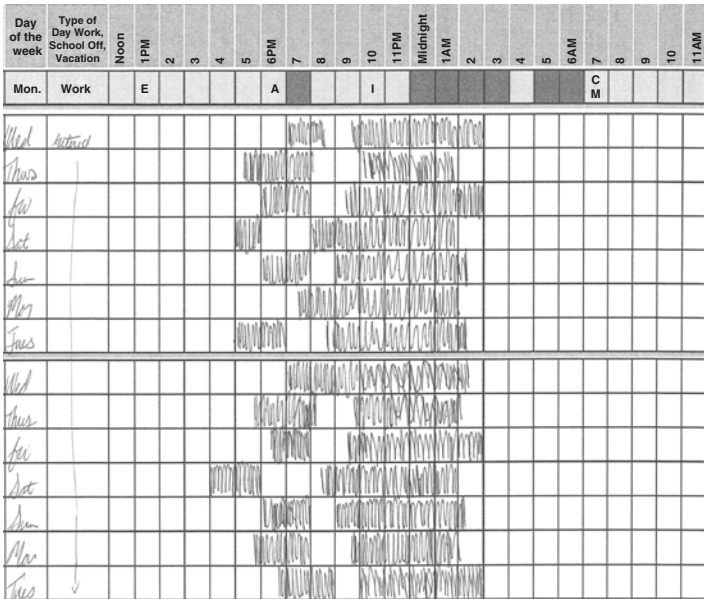 Day of the week Type of Day Work, School Off, Vacation Noon 1PM 2 3 4 5 6PM 7 8 9 10 11PM Midnight 1AM 2 3 4 5 6AM 7 8 9 10 11AM
Mon. Work E A I C M
Wed retired
Thurs
fri
Sat
Sun
Mon
Tues
Wed
Thurs
fri
Sat
Sun
Mon
Tues